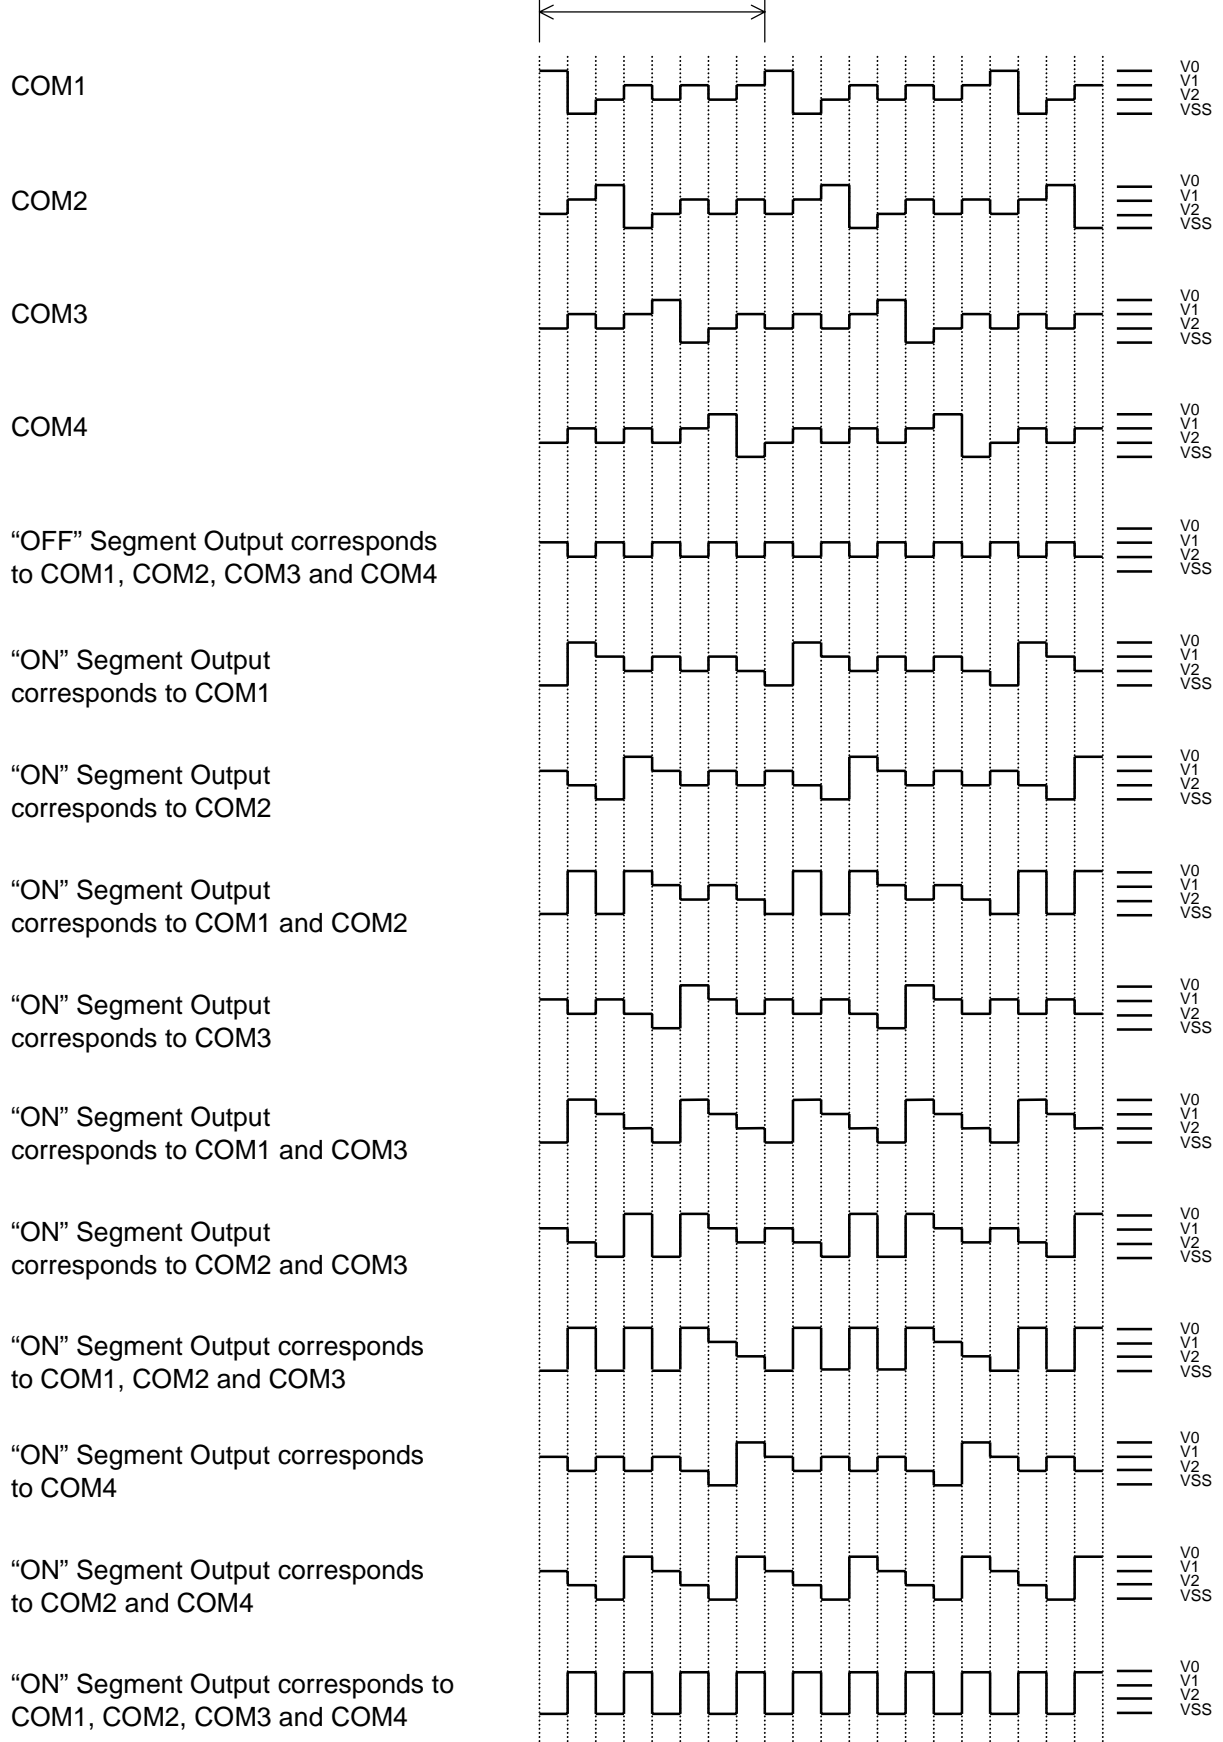 COM1
V0
V1
V2
VSS
COM2
V0
V1
V2
VSS
COM3
V0
V1
V2
VSS
COM4
V0
V1
V2
VSS
“OFF” Segment Output corresponds
to COM1, COM2, COM3 and COM4
V0
V1
V2
VSS
“ON” Segment Output
corresponds to COM1
V0
V1
V2
VSS
“ON” Segment Output
corresponds to COM2
V0
V1
V2
VSS
“ON” Segment Output
corresponds to COM1 and COM2
V0
V1
V2
VSS
“ON” Segment Output
corresponds to COM3
V0
V1
V2
VSS
“ON” Segment Output
corresponds to COM1 and COM3
V0
V1
V2
VSS
“ON” Segment Output
corresponds to COM2 and COM3
V0
V1
V2
VSS
“ON” Segment Output corresponds
to COM1, COM2 and COM3
V0
V1
V2
VSS
“ON” Segment Output corresponds
to COM4
V0
V1
V2
VSS
“ON” Segment Output corresponds
to COM2 and COM4
V0
V1
V2
VSS
“ON” Segment Output corresponds to
COM1, COM2, COM3 and COM4
V0
V1
V2
VSS